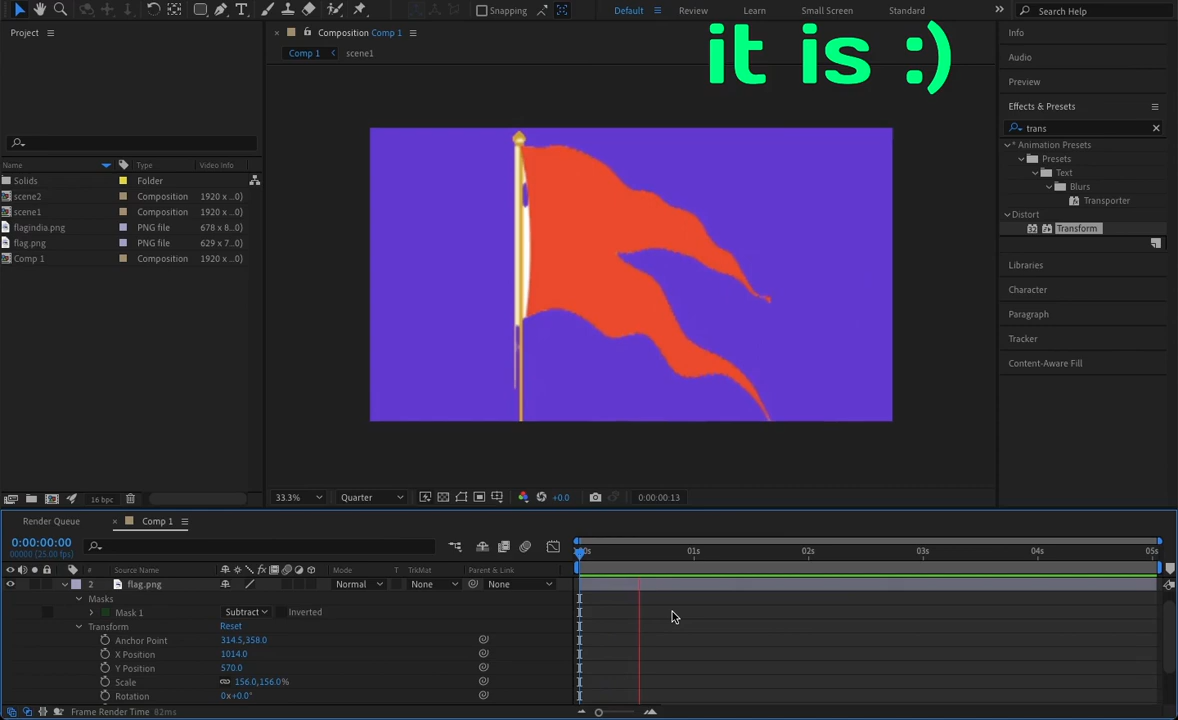 Snapping
Default
Review
Learn
Small Screen
Standard
Search Help
Project
Composition Comp 1
Comp 1
scene1
it is :)
Info
Audio
Preview
Effects & Presets
trans
* Animation Presets
Presets
Text
Blurs
Transporter
Distort
32
Transform
Libraries
Character
Paragraph
Tracker
Content-Aware Fill
Name
Type
Video Info
Solids
Folder
scene2
Composition
1920 x ...0)
scene1
Composition
1920 x ...0)
flagindia.png
PNG file
678 x 8...0)
flag.png
PNG file
629 x 7...0)
Comp 1
Composition
1920 x ...0)
16 bpc
33.3%
Quarter
+0.0
0:00:00:13
Render Queue
Comp 1
0:00:00:00
00000 (25.00 fps)
01s
02s
03s
04s
05s
#
Source Name
Mode
T
TrkMat
Parent & Link
2
flag.png
Normal
None
None
Masks
Mask 1
Subtract
Inverted
Transform
Reset
Anchor Point
314.5,358.0
X Position
1014.0
Y Position
570.0
Scale
156.0,156.0%
Rotation
0x+0.0°
Frame Render Time 82ms